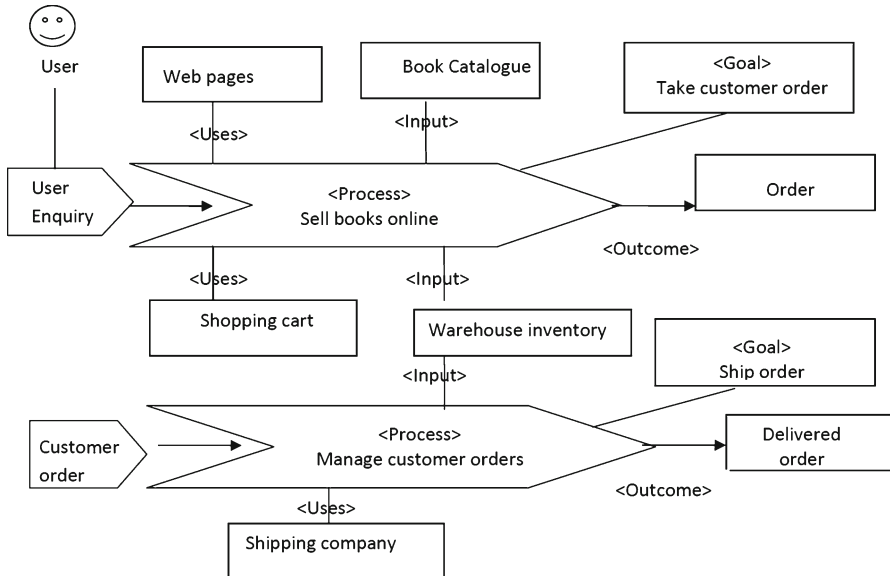 User
Web pages
<Uses>
Book Catalogue
<Input>
<Goal>
Take customer order
User
Enquiry
<Process>
Sell books online
Order
<Outcome>
<Uses>
Shopping cart
<Input>
Warehouse inventory
<Input>
<Goal>
Ship order
Customer
order
<Process>
Manage customer orders
Delivered
order
<Outcome>
<Uses>
Shipping company